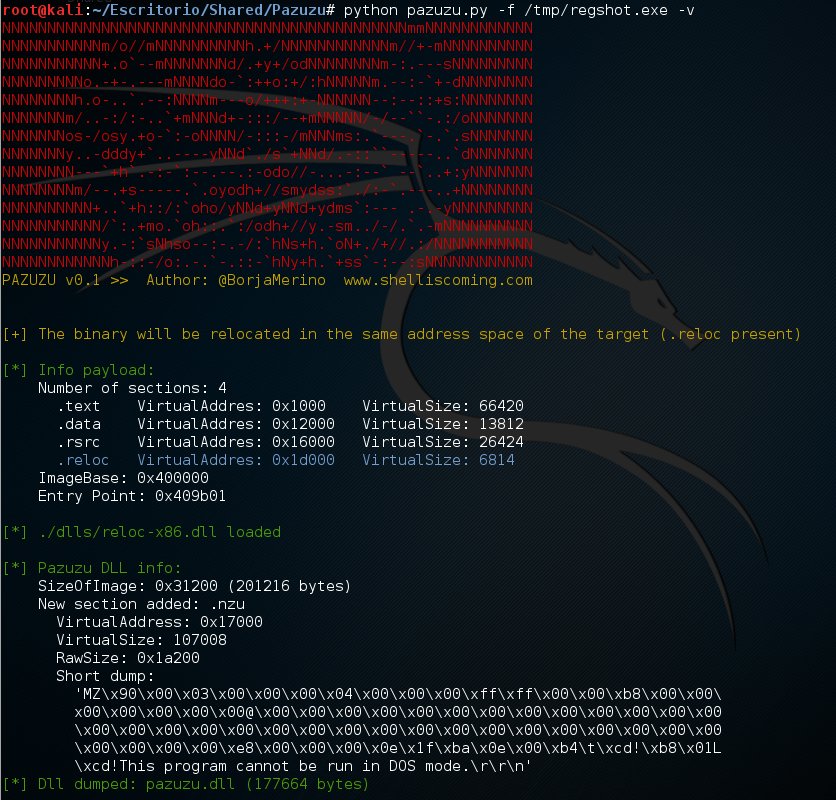 root@kali:~/Escritorio/Shared/Pazuzu# python pazuzu.py -f /tmp/regshot.exe -v
PAZUZU v0.1 >>  Author: @BorjaMerino  www.shelliscoming.com
[+] The binary will be relocated in the same address space of the target (.reloc present)
[*] Info payload:
Number of sections: 4
.text    VirtualAddres: 0x1000    VirtualSize: 66420
.data    VirtualAddres: 0x12000   VirtualSize: 13812
.rsrc    VirtualAddres: 0x16000   VirtualSize: 26424
.reloc   VirtualAddres: 0x1d000   VirtualSize: 6814
ImageBase: 0x400000
Entry Point: 0x409b01
[*] ./dlls/reloc-x86.dll loaded
[*] Pazuzu DLL info:
SizeOfImage: 0x31200 (201216 bytes)
New section added: .nzu
VirtualAddress: 0x17000
VirtualSize: 107008
RawSize: 0x1a200
Short dump:
'MZ\x90\x00\x03\x00\x00\x00\x04\x00\x00\x00\xff\xff\x00\x00\xb8\x00\x00\
x00\x00\x00\x00\x00@\x00\x00\x00\x00\x00\x00\x00\x00\x00\x00\x00\x00\x00
\x00\x00\x00\x00\x00\x00\x00\x00\x00\x00\x00\x00\x00\x00\x00\x00\x00\x00
\x00\x00\x00\x00\xe8\x00\x00\x00\x0e\x1f\xba\x0e\x00\xb4\t\xcd!\xb8\x01L
\xcd!This program cannot be run in DOS mode.\r\r\n'
[*] Dll dumped: pazuzu.dll (177664 bytes)